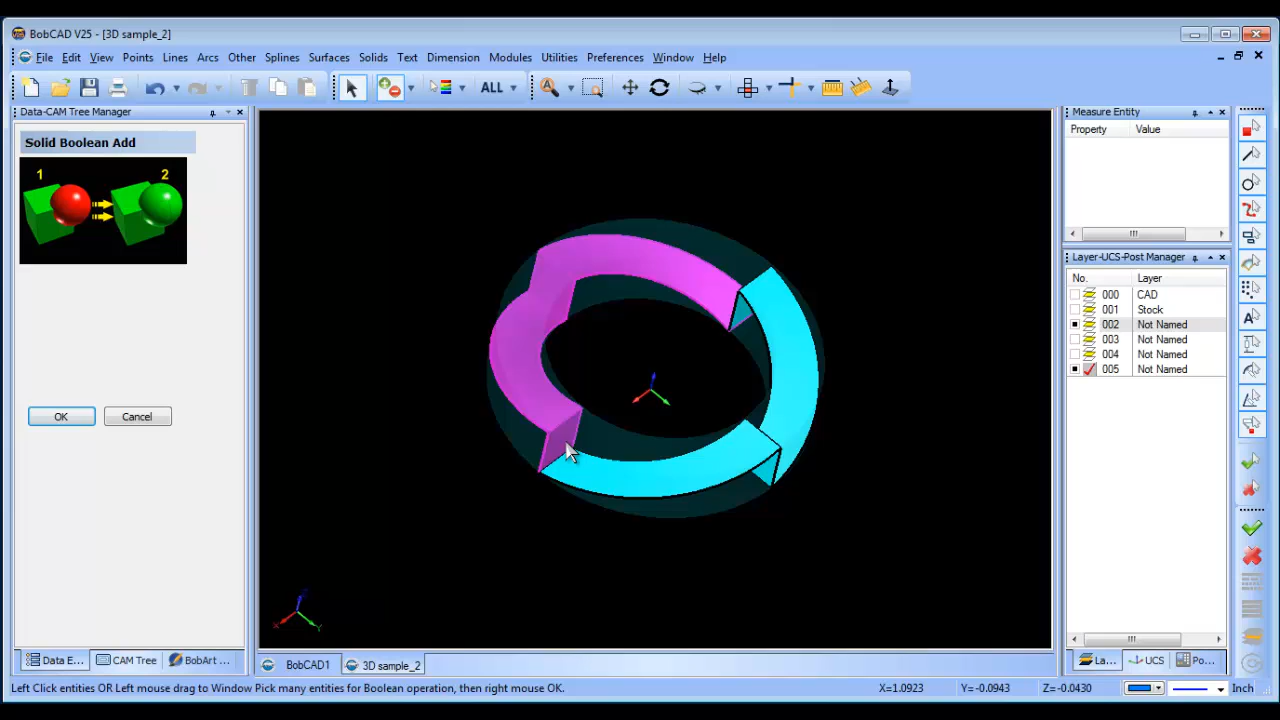 BobCAD V25 - [3D sample_2]
File Edit View Points Lines Arcs Other Splines Surfaces Solids Text Dimension Modules Utilities Preferences Window Help
ALL
Data-CAM Tree Manager
Solid Boolean Add
1 2
OK Cancel
Data E... CAM Tree BobArt ...
X Y
BobCAD1 3D sample_2
Measure Entity
Property Value
Layer-UCS-Post Manager
No. Layer
000 CAD
001 Stock
002 Not Named
003 Not Named
004 Not Named
005 Not Named
La... UCS Po...
A
Left Click entities OR Left mouse drag to Window Pick many entities for Boolean operation, then right mouse OK.
X=1.0923 Y=-0.0943 Z=-0.0430 Inch